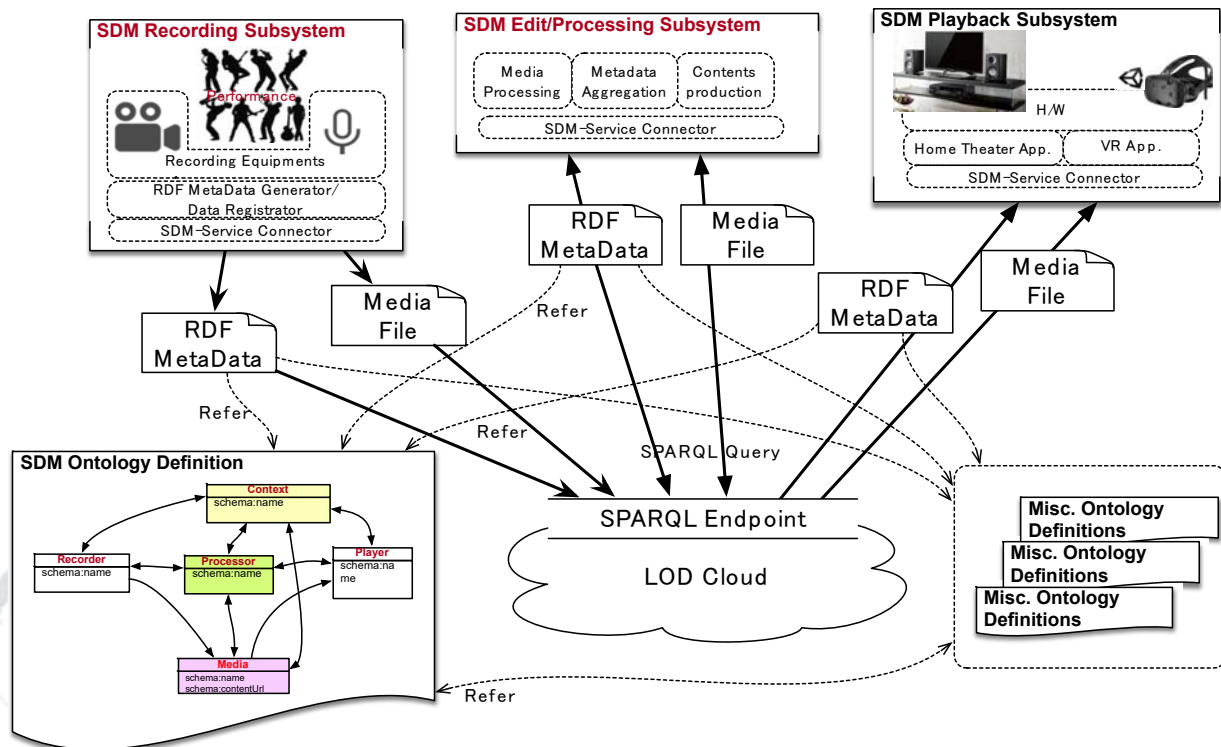 SDM Recording Subsystem
Performance
Recording Equipments
RDF MetaData Generator/
Data Registrator
SDM-Service Connector
SDM Edit/Processing Subsystem
Media
Processing
Metadata
Aggregation
Contents
production
SDM-Service Connector
SDM Playback Subsystem
H/W
Home Theater App.
VR App.
SDM-Service Connector
RDF
MetaData
Media
File
RDF
MetaData
Media
File
RDF
MetaData
Media
File
Refer
Refer
Refer
SPARQL Query
SDM Ontology Definition
Context
schema:name
Recorder
schema:name
Processor
schema:name
Player
schema:na
me
Media
schema:name
schema:contentUrl
SPARQL Endpoint
LOD Cloud
Misc. Ontology
Definitions
Misc. Ontology
Definitions
Misc. Ontology
Definitions
Refer